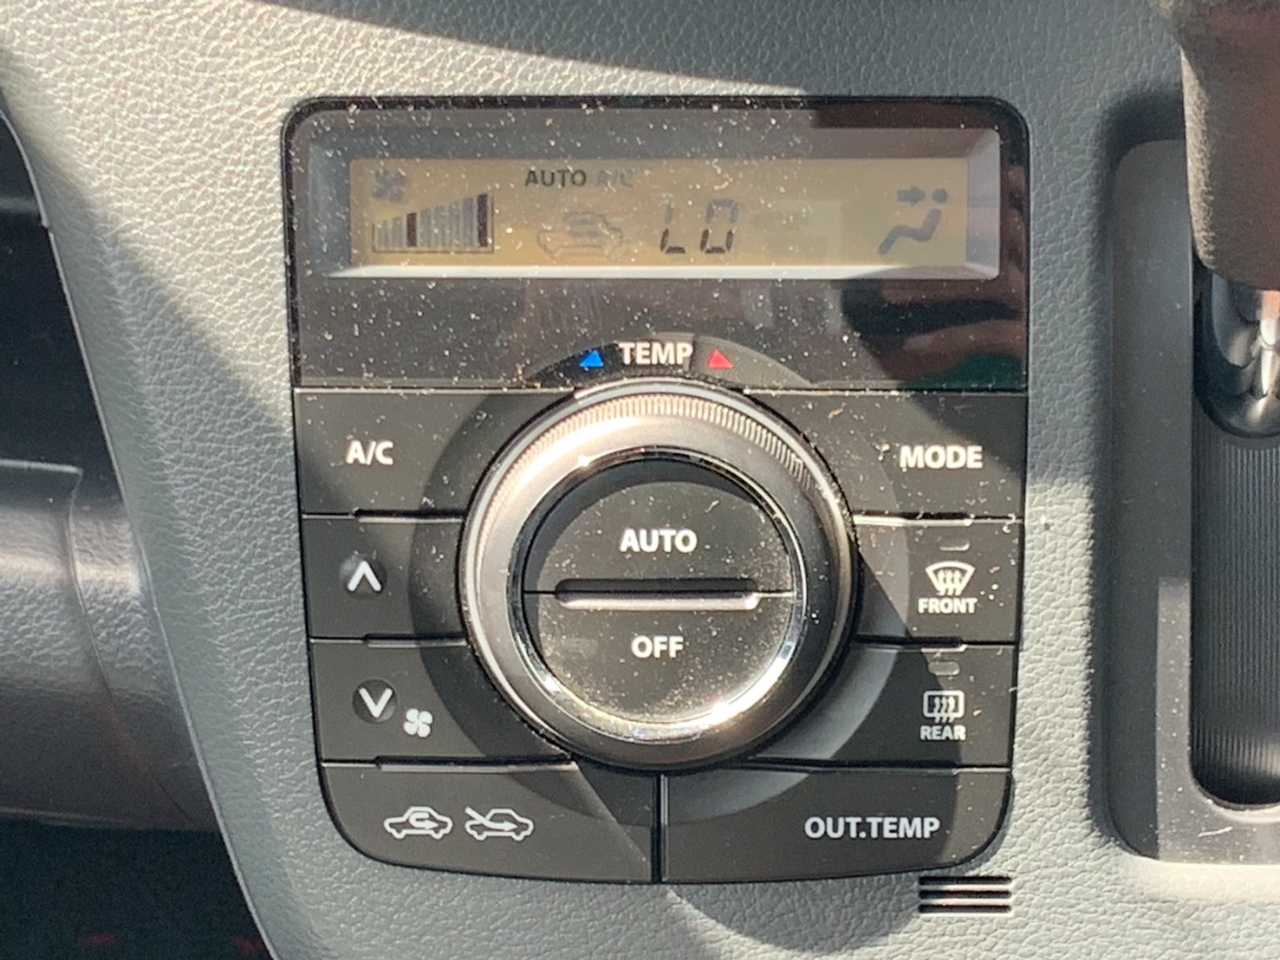 AUTO A/C
LO
TEMP
A/C
MODE
AUTO
FRONT
OFF
REAR
OUT.TEMP